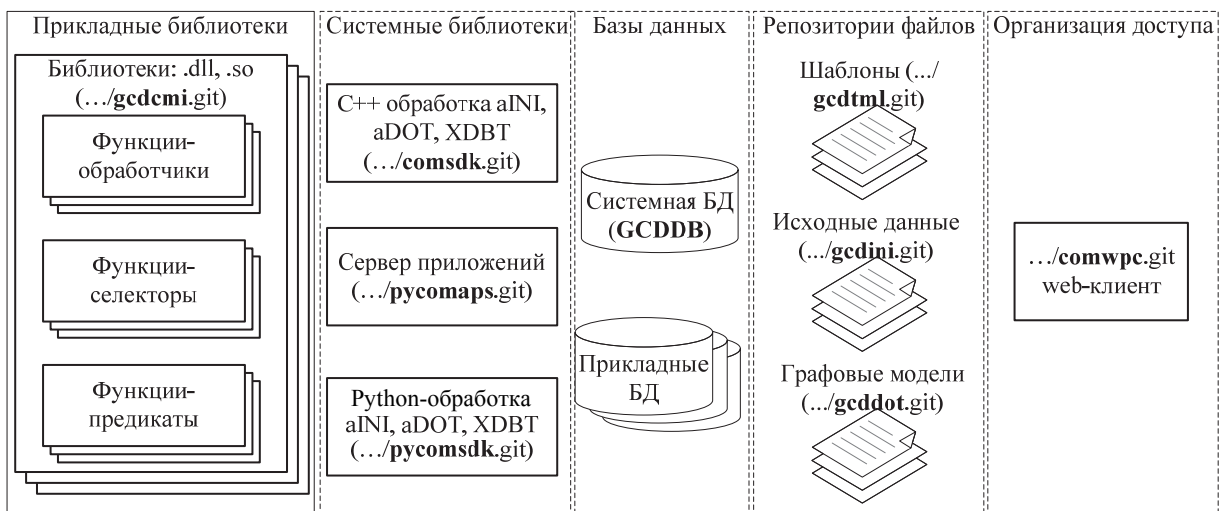 Прикладные библиотеки
Библиотеки: .dll, .so
(…/gcdcmi.git)
Функции-
обработчики
Функции-
селекторы
Функции-
предикаты
Системные библиотеки
C++ обработка aINI,
aDOT, XDBT
(…/comsdk.git)
Сервер приложений
(…/pycomaps.git)
Python-обработка
aINI, aDOT, XDBT
(…/pycomsdk.git)
Базы данных
Системная БД
(GCDDB)
Прикладные
БД
Репозитории файлов
Шаблоны (.../
gcdtml.git)
Исходные данные
(.../gcdini.git)
Графовые модели
(.../gcddot.git)
Организация доступа
…/comwpc.git
web-клиент